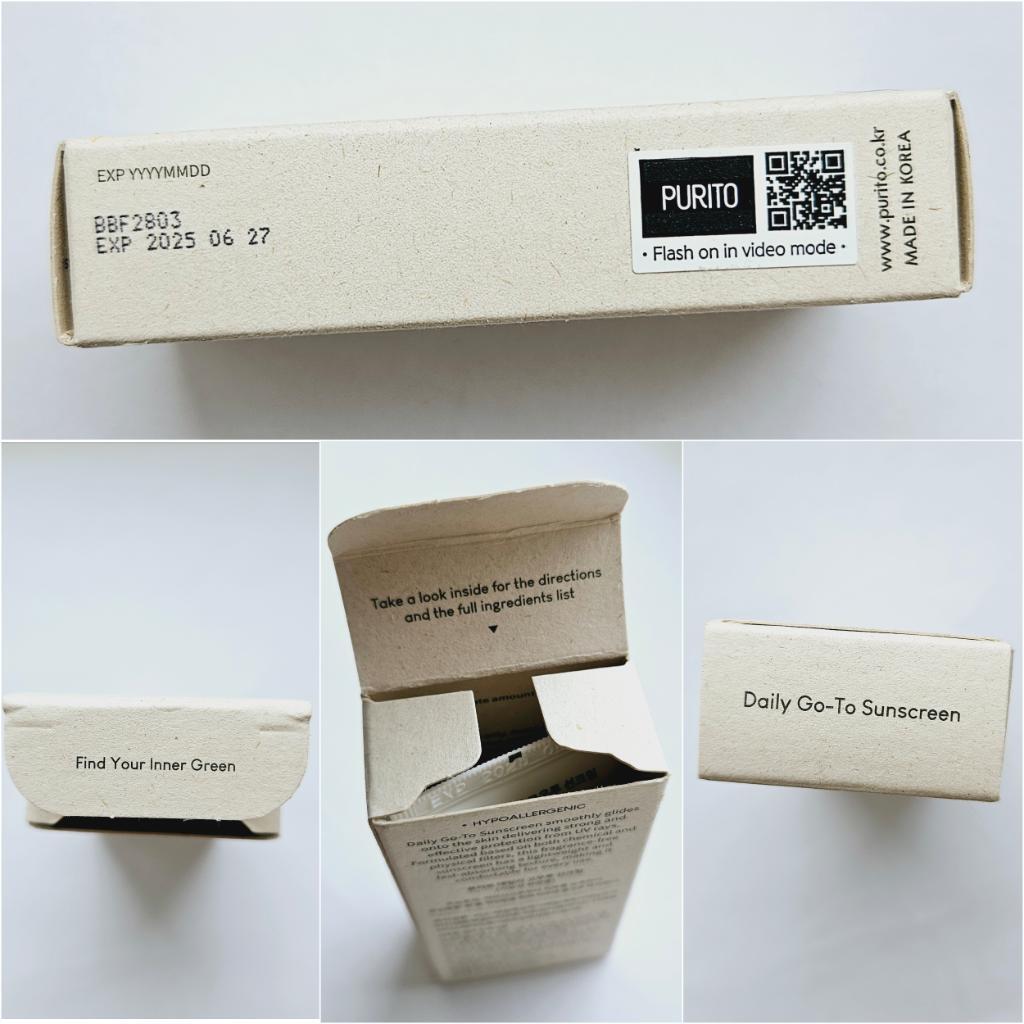 EXP YYYYMMDD
BBF2803
EXP 2025 06 27
PURITO
• Flash on in video mode •
www.purito.co.kr
MADE IN KOREA
Find Your Inner Green
Take a look inside for the directions
and the full ingredients list
▼
amount
EXP 202
• HYPOALLERGENIC
Daily Go-To Sunscreen smoothly glides
onto the skin delivering strong and
effective protection from UV rays.
Formulated based on both chemical and
physical filters, this fragrance-free
sunscreen has a lightweight and
fast-absorbing texture, making it
comfortable for every use.
Daily Go-To Sunscreen